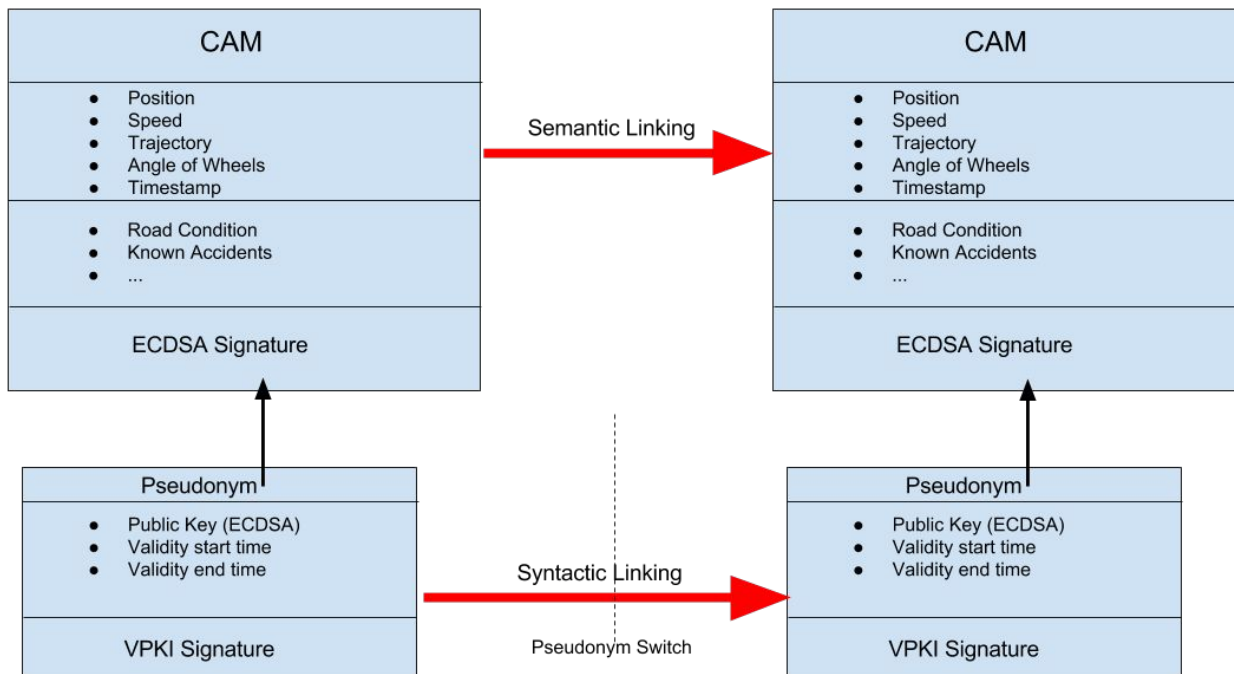 CAM
● Position
● Speed
● Trajectory
● Angle of Wheels
● Timestamp
● Road Condition
● Known Accidents
● ...
ECDSA Signature
Semantic Linking
CAM
● Position
● Speed
● Trajectory
● Angle of Wheels
● Timestamp
● Road Condition
● Known Accidents
● ...
ECDSA Signature
Pseudonym
● Public Key (ECDSA)
● Validity start time
● Validity end time
VPKI Signature
Syntactic Linking
Pseudonym Switch
Pseudonym
● Public Key (ECDSA)
● Validity start time
● Validity end time
VPKI Signature